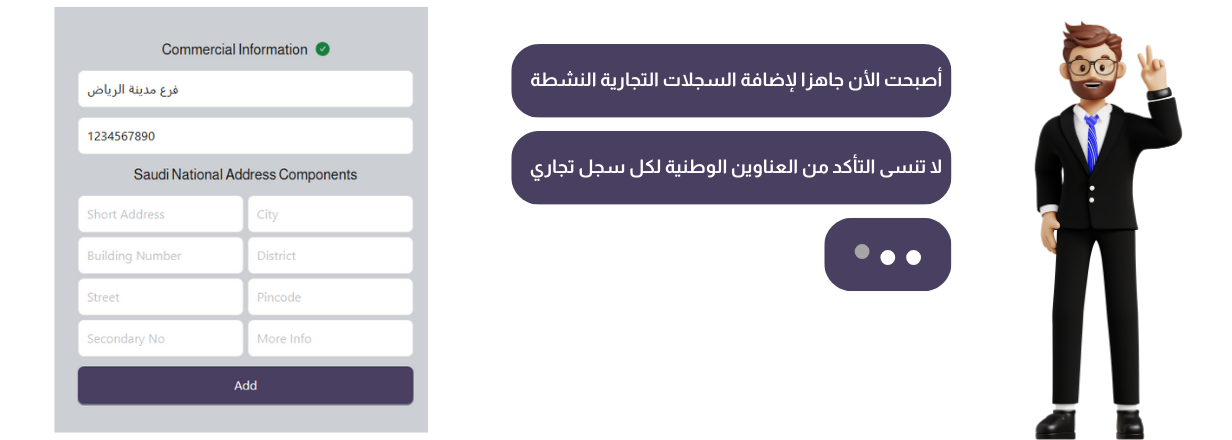 Commercial Information
فرع مدينة الرياض
1234567890
Saudi National Address Components
Short Address
City
Building Number
District
Street
Pincode
Secondary No
More Info
Add
أصبحت الأن جاهزا لإضافة السجلات التجارية النشطة
لا تنسى التأكد من العناوين الوطنية لكل سجل تجاري